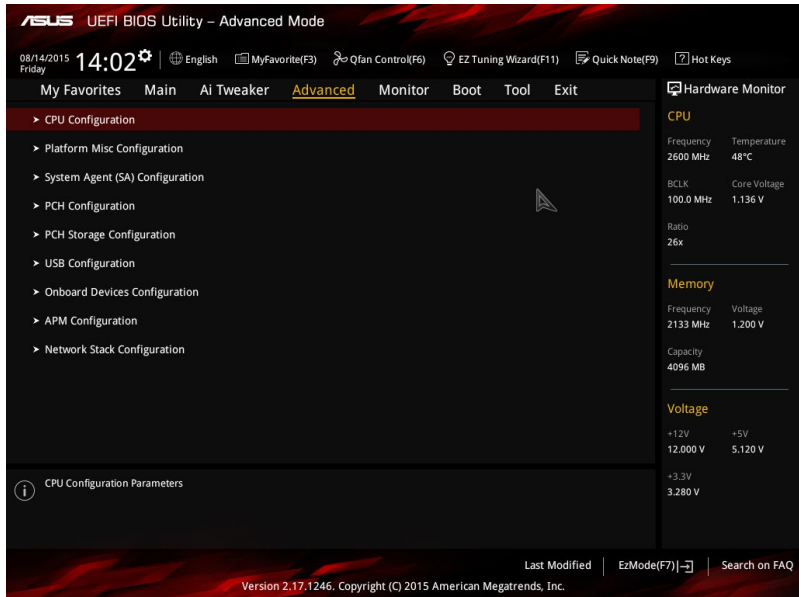 ASUS UEFI BIOS Utility – Advanced Mode
08/14/2015 Friday 14:02 English MyFavorite(F3) Qfan Control(F6) EZ Tuning Wizard(F11) Quick Note(F9) ? Hot Keys
My Favorites Main Ai Tweaker Advanced Monitor Boot Tool Exit
> CPU Configuration
> Platform Misc Configuration
> System Agent (SA) Configuration
> PCH Configuration
> PCH Storage Configuration
> USB Configuration
> Onboard Devices Configuration
> APM Configuration
> Network Stack Configuration
i CPU Configuration Parameters
Hardware Monitor
CPU
Frequency Temperature
2600 MHz 48°C
BCLK Core Voltage
100.0 MHz 1.136 V
Ratio
26x
Memory
Frequency Voltage
2133 MHz 1.200 V
Capacity
4096 MB
Voltage
+12V +5V
12.000 V 5.120 V
+3.3V
3.280 V
Last Modified EzMode(F7)| Search on FAQ
Version 2.17.1246. Copyright (C) 2015 American Megatrends, Inc.